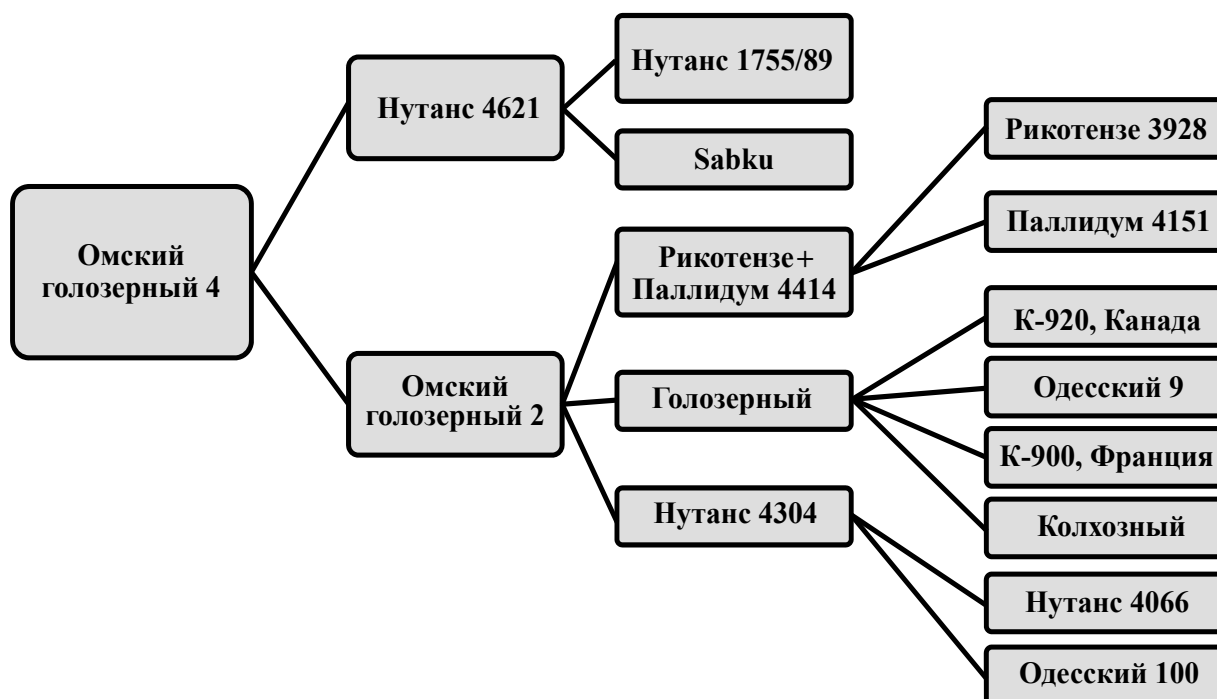 Омский
голозерный 4
Нутанс 4621
Омский
голозерный 2
Нутанс 1755/89
Sabku
Рикотензе+
Паллидум 4414
Голозерный
Нутанс 4304
Рикотензе 3928
Паллидум 4151
К-920, Канада
Одесский 9
К-900, Франция
Колхозный
Нутанс 4066
Одесский 100